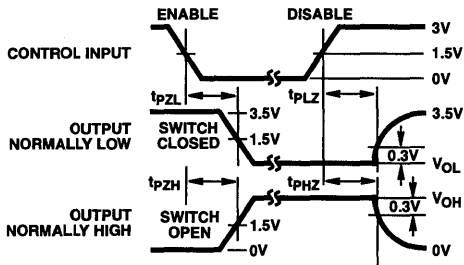 ENABLE DISABLE
3V
CONTROL INPUT 1.5V
0V
tPZL tPLZ
3.5V 3.5V
OUTPUT NORMALLY LOW
SWITCH CLOSED
1.5V
0.3V
VOL
tPZH tPHZ
VOH
0.3V
OUTPUT NORMALLY HIGH
SWITCH OPEN
1.5V
0V 0V